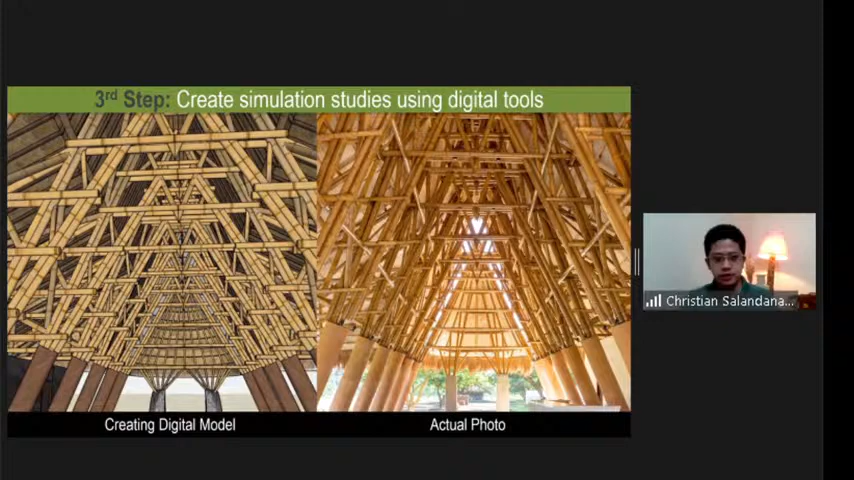 3rd Step: Create simulation studies using digital tools
Creating Digital Model
Actual Photo
Christian Salandana...